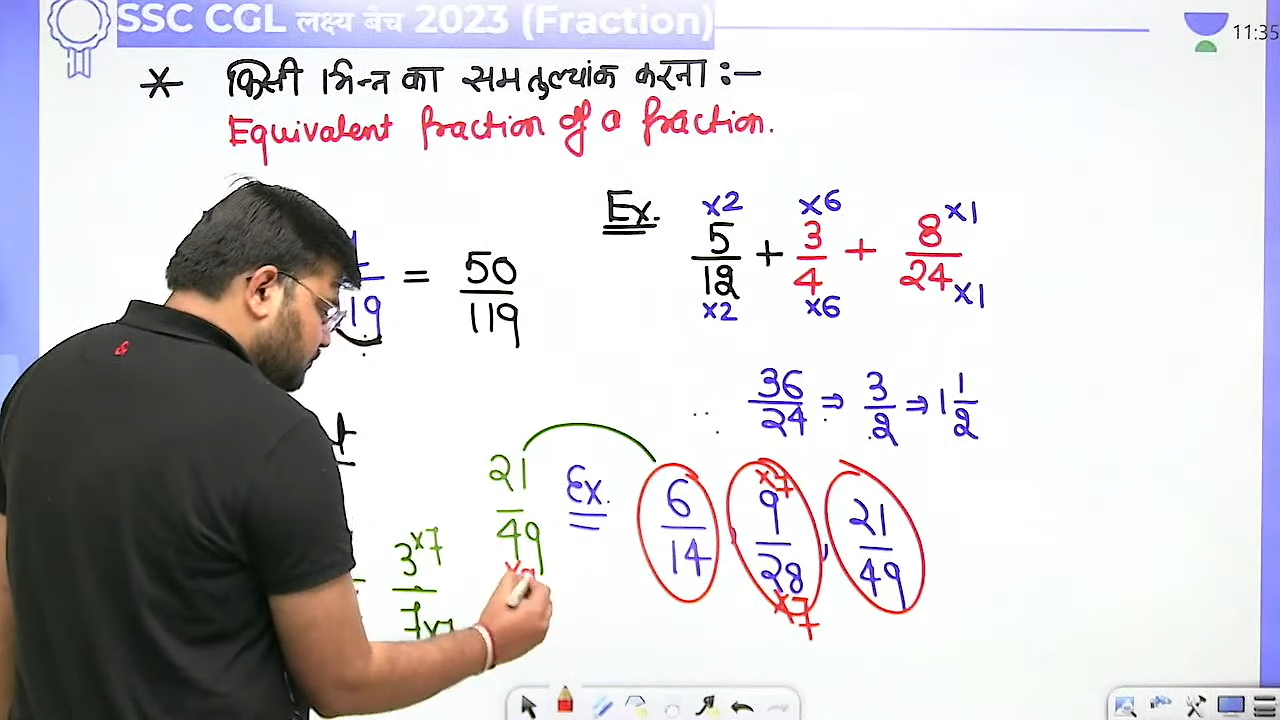 SSC CGL लक्ष्य बेच 2023 (Fraction)
11:35
* किसी भिन्न का समतुल्यांक करना :-
Equivalent fraction of a fraction.
Ex. ×2 ×6 ×1
5/12 + 3/4 + 8/24
×2 ×6 ×1
19 = 50/119
36/24 ⇒ 3/2 ⇒ 1 1/2
21/49
Ex. 6/14, 9/28, 21/49
×7
3×7
7×7